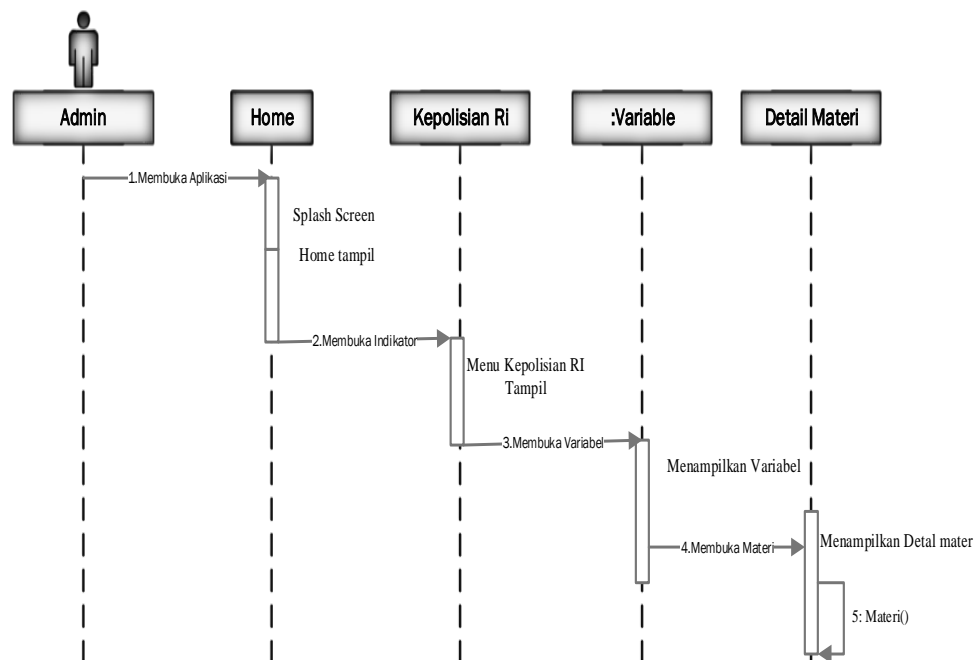 Admin
Home
Kepolisian Ri
:Variable
Detail Materi
1.Membuka Aplikasi
Splash Screen
Home tampil
2.Membuka Indikator
Menu Kepolisian RI
Tampil
3.Membuka Variabel
Menampilkan Variabel
4.Membuka Materi
Menampilkan Detal mater
5: Materi()